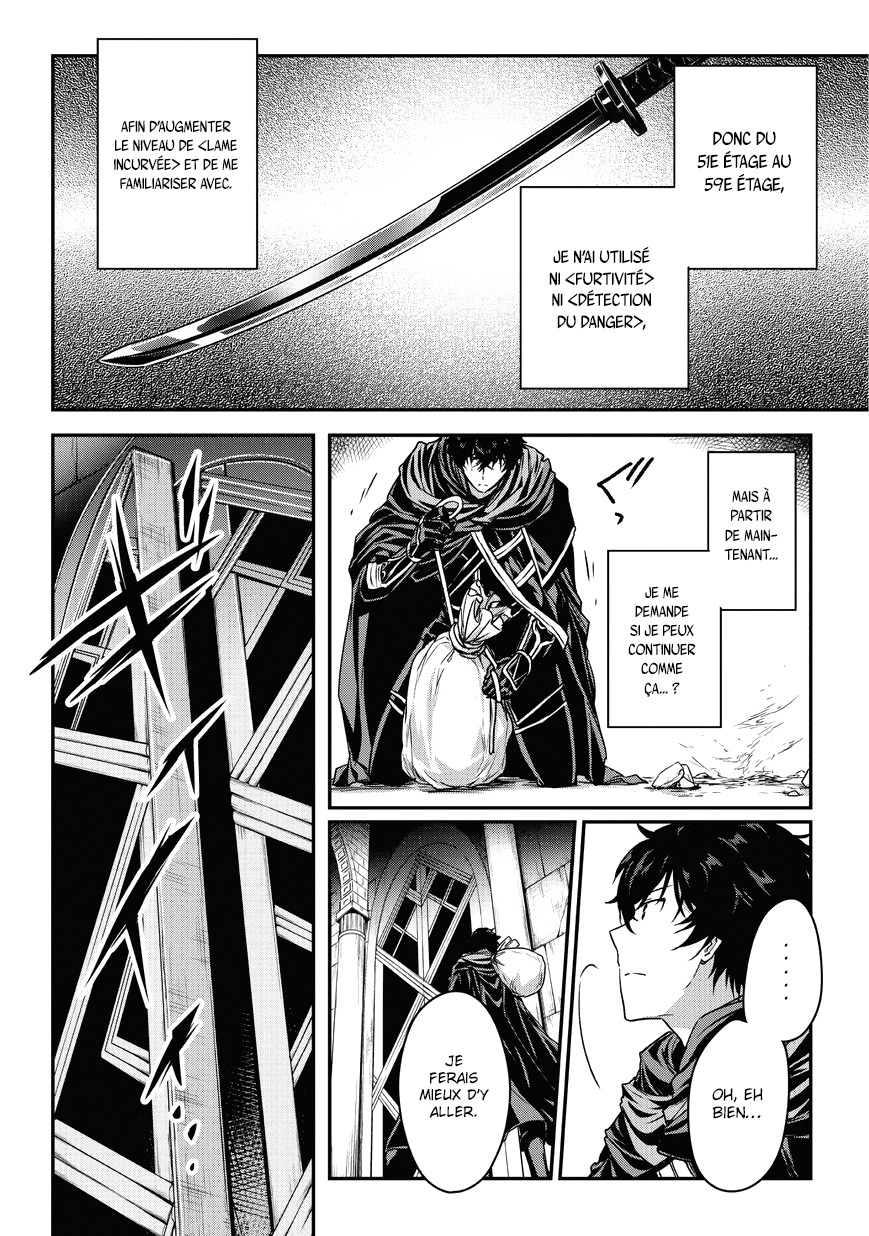 DONC DU
51E ÉTAGE AU
59E ÉTAGE,
JE N'AI UTILISÉ
NI <FURTIVITÉ>
NI <DÉTECTION
DU DANGER>,
AFIN D'AUGMENTER
LE NIVEAU DE <LAME
INCURVÉE> ET DE ME
FAMILIARISER AVEC.
MAIS À
PARTIR
DE MAIN-
TENANT...
JE ME
DEMANDE
SI JE PEUX
CONTINUER
COMME
ÇA... ?
......
OH, EH
BIEN...
JE
FERAIS
MIEUX D'Y
ALLER.